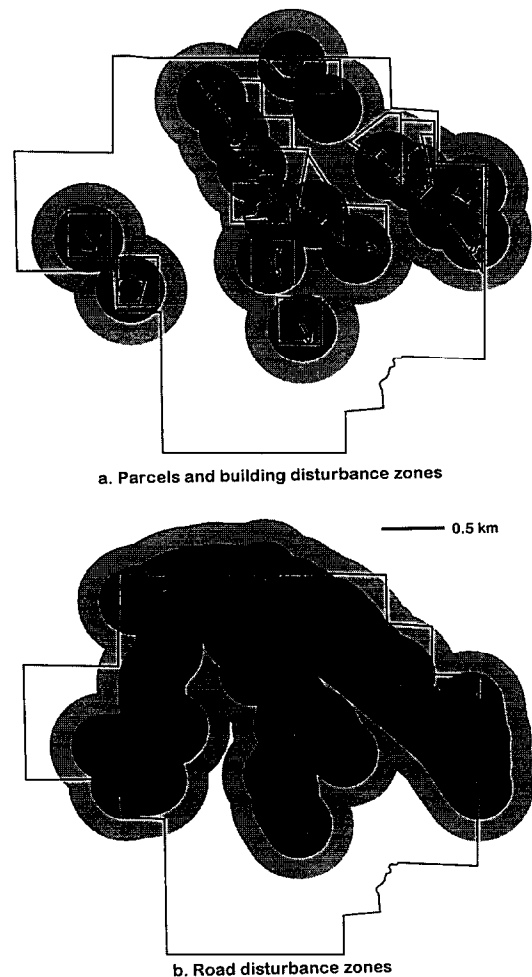 a. Parcels and building disturbance zones
0.5 km
b. Road disturbance zones